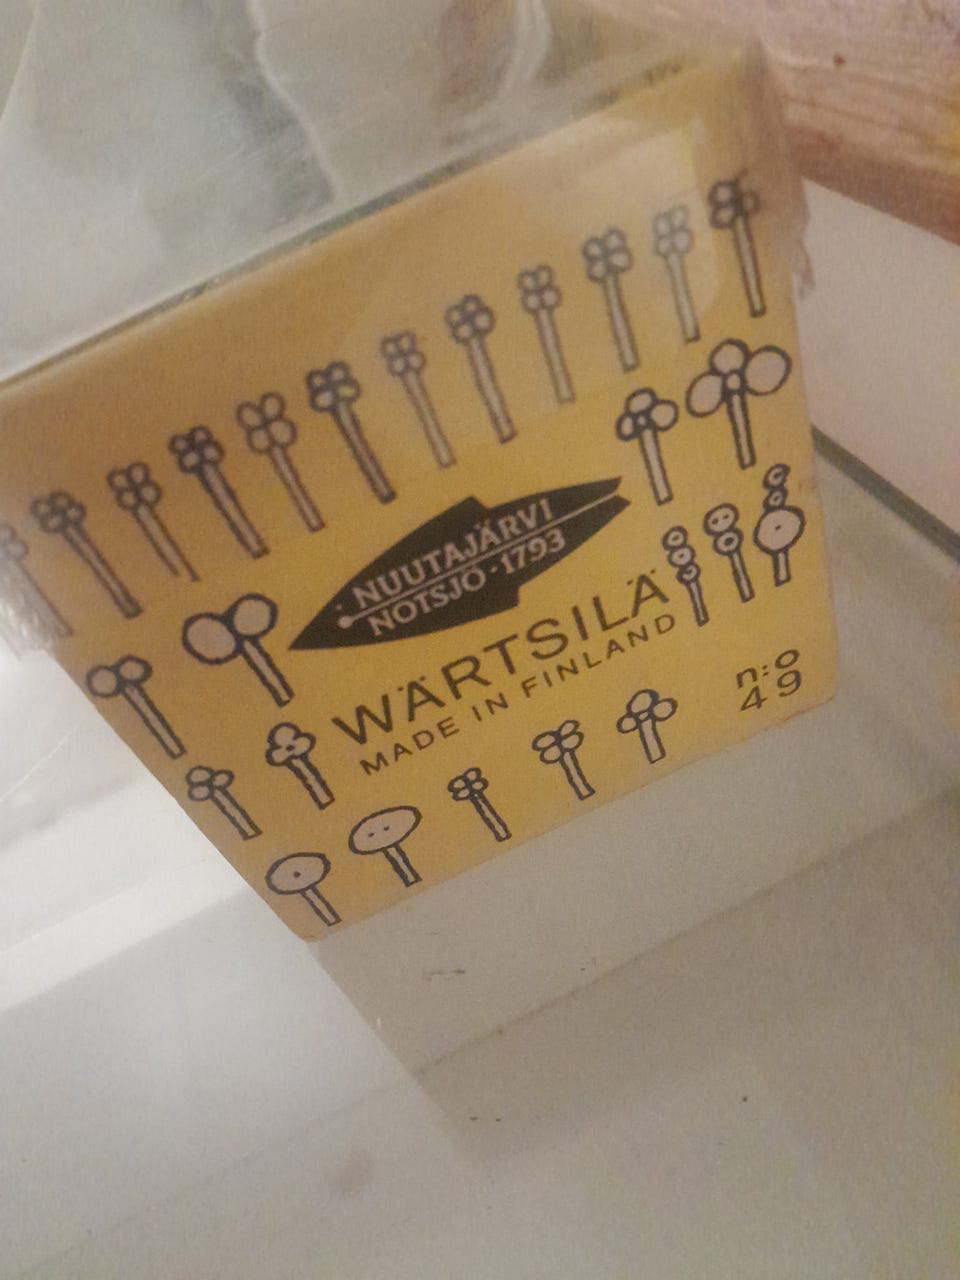 NUUTAJÄRVI
NOTSJÖ · 1793
WÄRTSILÄ
MADE IN FINLAND
n:o
49